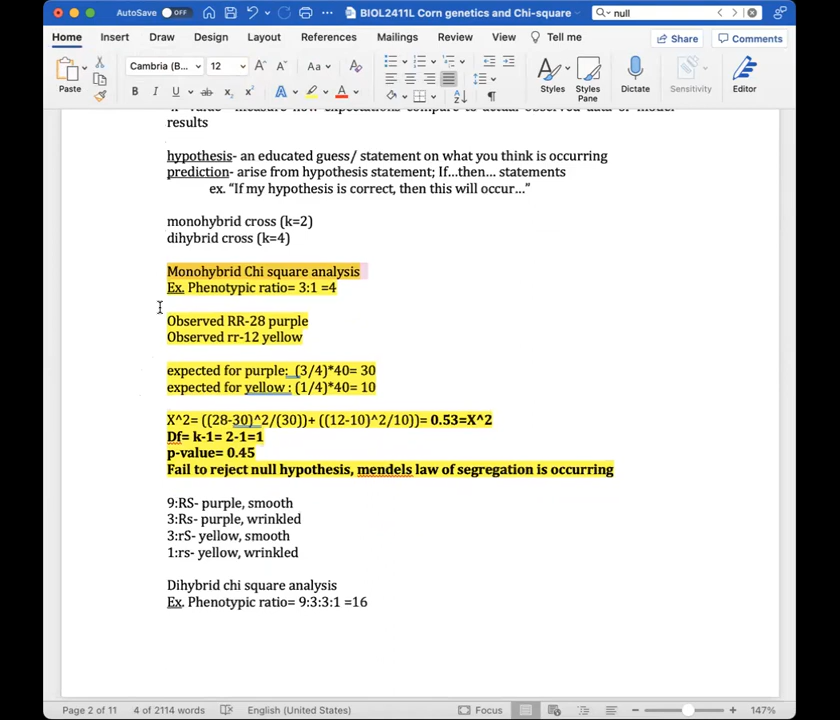 AutoSave OFF BIOL2411L Corn genetics and Chi-square null
Home Insert Draw Design Layout References Mailings Review View Tell me Share Comments
Paste Cambria (B... 12 Styles Styles Pane Dictate Sensitivity Editor
results
hypothesis- an educated guess/ statement on what you think is occurring
prediction- arise from hypothesis statement; If...then... statements
ex. “If my hypothesis is correct, then this will occur...”
monohybrid cross (k=2)
dihybrid cross (k=4)
Monohybrid Chi square analysis
Ex. Phenotypic ratio= 3:1 =4
Observed RR-28 purple
Observed rr-12 yellow
expected for purple: (3/4)*40= 30
expected for yellow : (1/4)*40= 10
X^2= ((28-30)^2/(30))+ ((12-10)^2/10))= 0.53=X^2
Df= k-1= 2-1=1
p-value= 0.45
Fail to reject null hypothesis, mendels law of segregation is occurring
9:RS- purple, smooth
3:Rs- purple, wrinkled
3:rS- yellow, smooth
1:rs- yellow, wrinkled
Dihybrid chi square analysis
Ex. Phenotypic ratio= 9:3:3:1 =16
Page 2 of 11 4 of 2114 words English (United States) Focus 147%